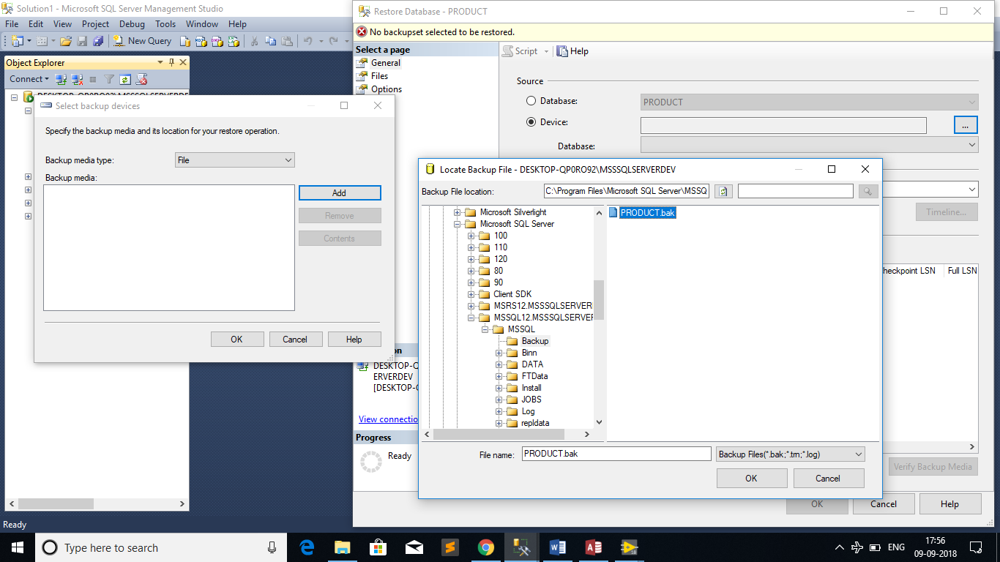 Solution1 - Microsoft SQL Server Management Studio
File Edit View Project Debug Tools Window Help
New Query
Object Explorer
Connect
Select backup devices
Specify the backup media and its location for your restore operation.
Backup media type:
File
Backup media:
Add
Remove
Contents
OK
Cancel
Help
Ready
Restore Database - PRODUCT
No backupset selected to be restored.
Select a page
General
Files
Options
Script
Help
Source
Database:
PRODUCT
Device:
...
Database:
Timeline...
heckpoint LSN
Full LSN
DESKTOP-Q
ERVERDEV
View connectio
Progress
Ready
Verify Backup Media
OK
Cancel
Help
Locate Backup File - DESKTOP-QP0RO92\MSSSQLSERVERDEV
Backup File location:
C:\Program Files\Microsoft SQL Server\MSSQ
Microsoft Silverlight
Microsoft SQL Server
100
110
120
80
90
Client SDK
MSRS12.MSSSQLSERVER
MSSQL12.MSSSQLSERVER
MSSQL
Backup
Binn
DATA
FTData
Install
JOBS
Log
repldata
PRODUCT.bak
File name:
PRODUCT.bak
Backup Files(*.bak;*.trn;*.log)
OK
Cancel
Type here to search
ENG
17:56
09-09-2018